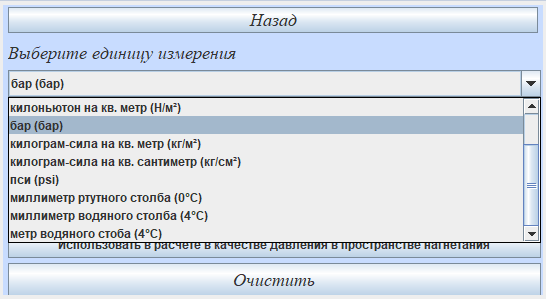 Назад
Выберите единицу измерения
бар (бар)
килоньютон на кв. метр (Н/м²)
бар (бар)
килограм-сила на кв. метр (кг/м²)
килограм-сила на кв. сантиметр (кг/см²)
пси (psi)
миллиметр ртутного столба (0°C)
миллиметр водяного столба (4°C)
метр водяного стоба (4°C)
Использовать в расчете в качестве давления в пространстве нагнетания
Очистить